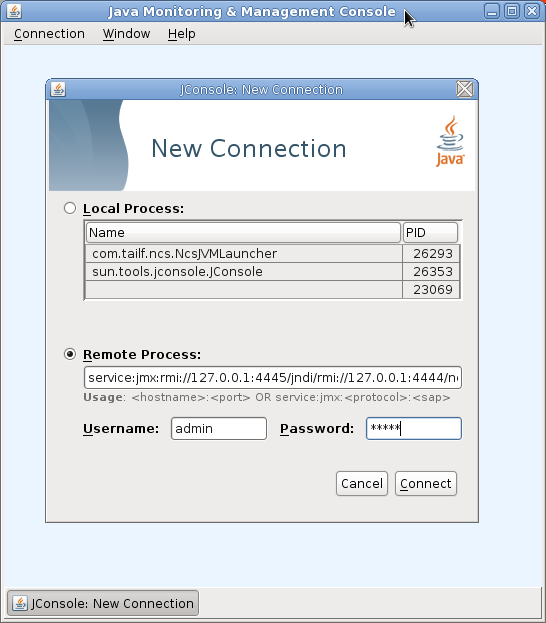 Java Monitoring & Management Console
Connection Window Help
JConsole: New Connection
New Connection
Java
Local Process:
Name PID
com.tailf.ncs.NcsJVMLauncher 26293
sun.tools.jconsole.JConsole 26353
23069
Remote Process:
service:jmx:rmi://127.0.0.1:4445/jndi/rmi://127.0.0.1:4444/n
Usage: <hostname>:<port> OR service:jmx:<protocol>:<sap>
Username: admin Password: *****
Cancel Connect
JConsole: New Connection